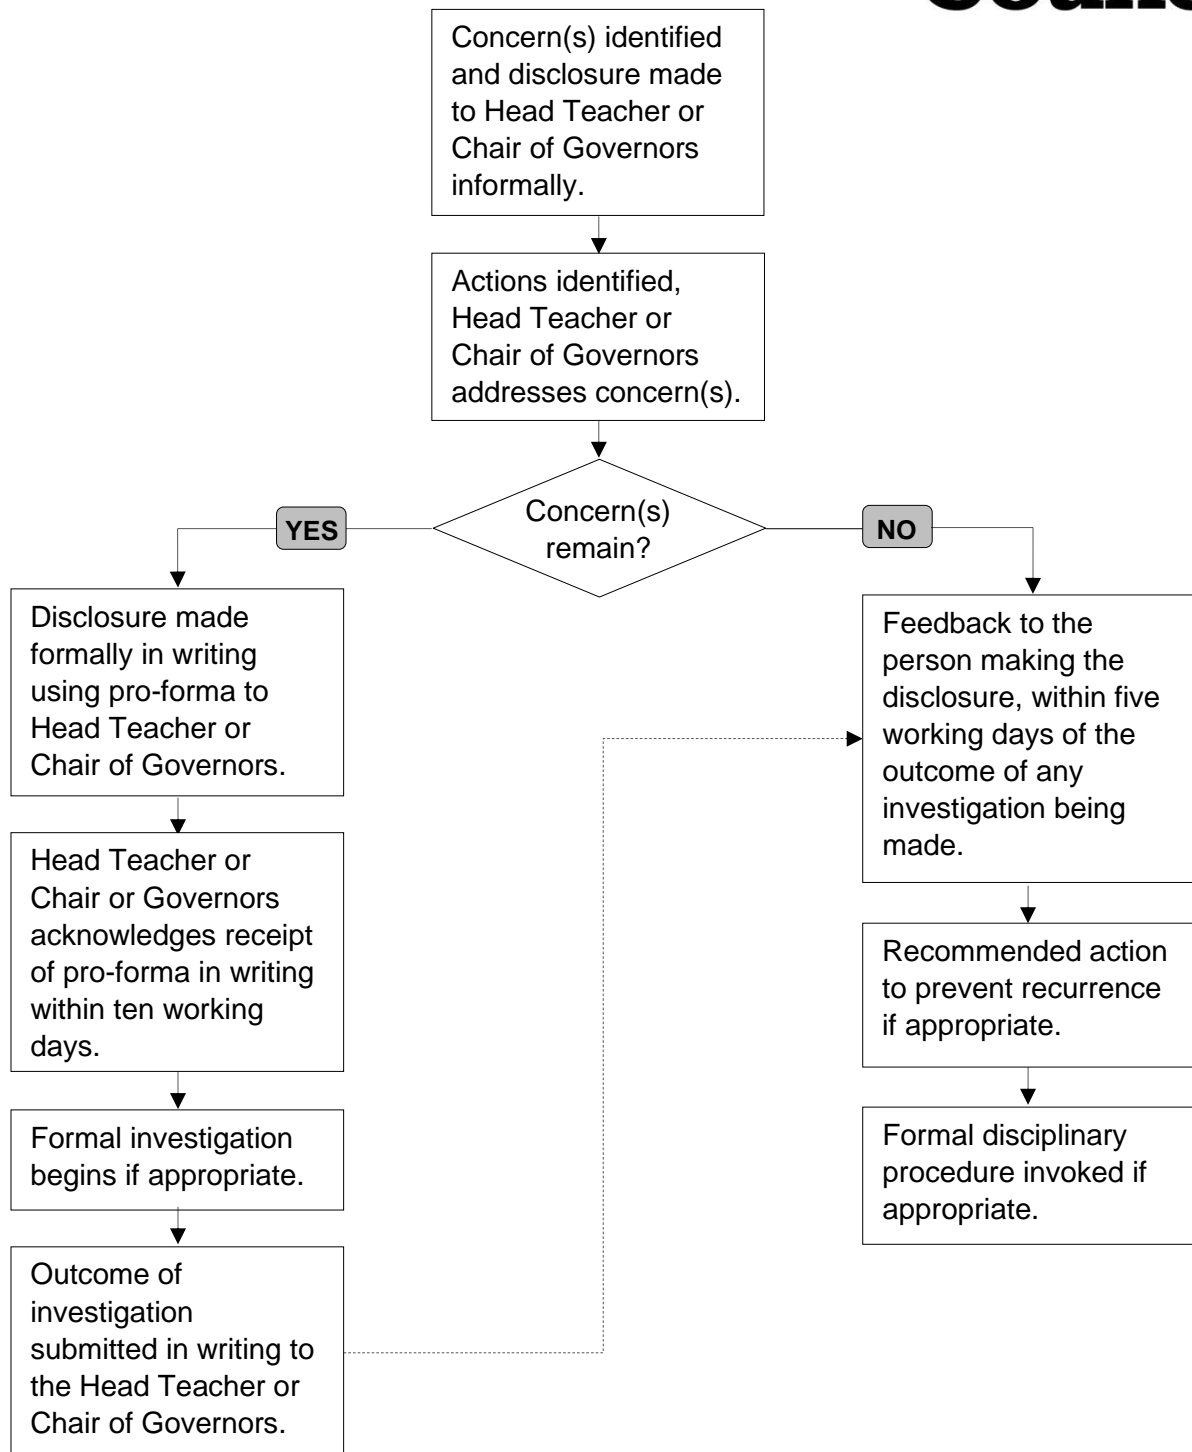 Concern(s) identified
and disclosure made
to Head Teacher or
Chair of Governors
informally.
Actions identified,
Head Teacher or
Chair of Governors
addresses concern(s).
Concern(s)
remain?
YES
NO
Disclosure made
formally in writing
using pro-forma to
Head Teacher or
Chair of Governors.
Head Teacher or
Chair or Governors
acknowledges receipt
of pro-forma in writing
within ten working
days.
Formal investigation
begins if appropriate.
Outcome of
investigation
submitted in writing to
the Head Teacher or
Chair of Governors.
Feedback to the
person making the
disclosure, within five
working days of the
outcome of any
investigation being
made.
Recommended action
to prevent recurrence
if appropriate.
Formal disciplinary
procedure invoked if
appropriate.